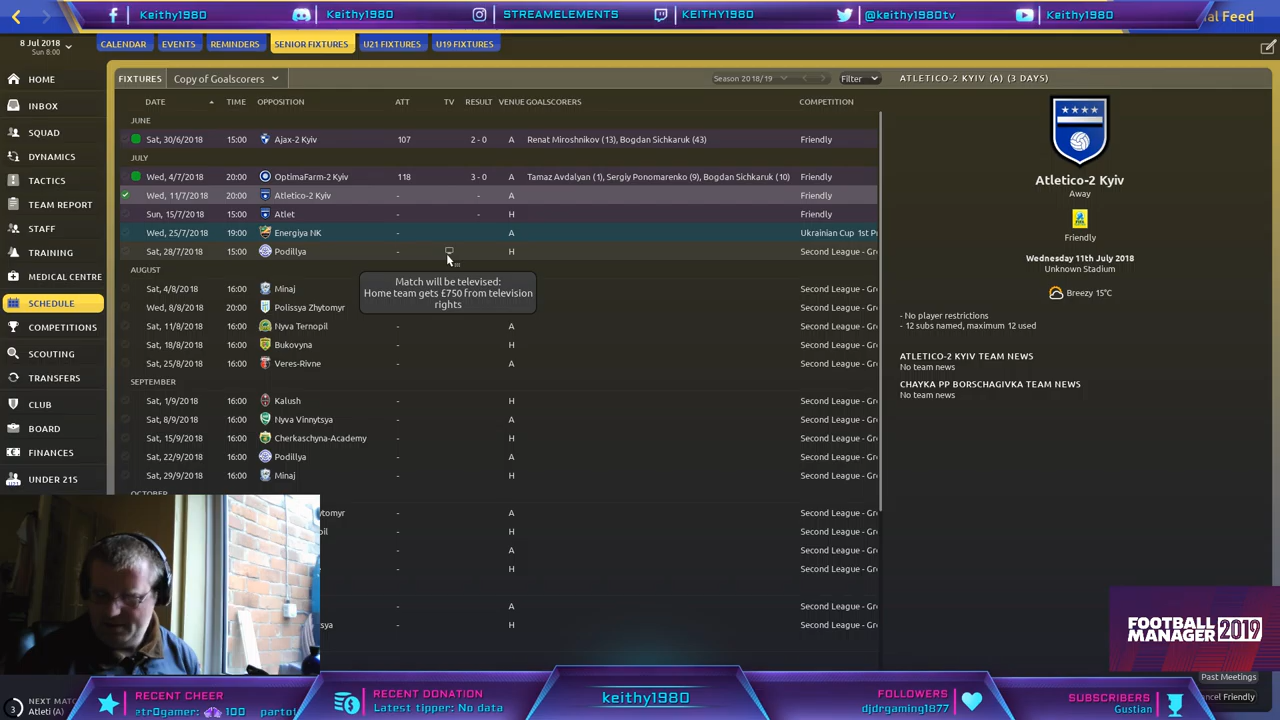 Keithy1980
Keithy1980
STREAMELEMENTS
KEITHY1980
@keithy1980tv
Keithy1980
al Feed
8 Jul 2018
Sun 8:00
CALENDAR
EVENTS
REMINDERS
SENIOR FIXTURES
U21 FIXTURES
U19 FIXTURES
HOME
INBOX
SQUAD
DYNAMICS
TACTICS
TEAM REPORT
STAFF
TRAINING
MEDICAL CENTRE
SCHEDULE
COMPETITIONS
SCOUTING
TRANSFERS
CLUB
BOARD
FINANCES
UNDER 21S
FIXTURES Copy of Goalscorers Season 2018/19 Filter
DATE TIME OPPOSITION ATT TV RESULT VENUE GOALSCORERS COMPETITION
JUNE
Sat, 30/6/2018 15:00 Ajax-2 Kyiv 107 2 - 0 A Renat Miroshnikov (13), Bogdan Sichkaruk (43) Friendly
JULY
Wed, 4/7/2018 20:00 OptimaFarm-2 Kyiv 118 3 - 0 A Tamaz Avdalyan (1), Sergiy Ponomarenko (9), Bogdan Sichkaruk (10) Friendly
Wed, 11/7/2018 20:00 Atletico-2 Kyiv - - A Friendly
Sun, 15/7/2018 15:00 Atlet - - H Friendly
Wed, 25/7/2018 19:00 Energiya NK - A Ukrainian Cup 1st P
Sat, 28/7/2018 15:00 Podillya - H Second League - Gr
AUGUST
Match will be televised:
Home team gets £750 from television
rights
Sat, 4/8/2018 16:00 Minaj Second League - Gr
Wed, 8/8/2018 20:00 Polissya Zhytomyr Second League - Gr
Sat, 11/8/2018 16:00 Nyva Ternopil - A Second League - Gr
Sat, 18/8/2018 16:00 Bukovyna - H Second League - Gr
Sat, 25/8/2018 16:00 Veres-Rivne - A Second League - Gr
SEPTEMBER
Sat, 1/9/2018 16:00 Kalush - H Second League - Gr
Sat, 8/9/2018 16:00 Nyva Vinnytsya - A Second League - Gr
Sat, 15/9/2018 16:00 Cherkaschyna-Academy - H Second League - Gr
Sat, 22/9/2018 16:00 Podillya - A Second League - Gr
Sat, 29/9/2018 16:00 Minaj - H Second League - Gr
OCTOBER
ytomyr - A Second League - Gr
pil - H Second League - Gr
- A Second League - Gr
- H Second League - Gr
- A Second League - Gr
sya - H Second League - Gr
ATLETICO-2 KYIV (A) (3 DAYS)
Atletico-2 Kyiv
Away
Friendly
Wednesday 11th July 2018
Unknown Stadium
Breezy 15°C
- No player restrictions
- 12 subs named, maximum 12 used
ATLETICO-2 KYIV TEAM NEWS
No team news
CHAYKA PP BORSCHAGIVKA TEAM NEWS
No team news
FOOTBALL
MANAGER 2019
Past Meetings
ncel Friendly
3 NEXT MAT
Atleti (A)
RECENT CHEER
ztr0gamer: 100 partof
RECENT DONATION
Latest tipper: No data
keithy1980
FOLLOWERS
djdrgaming1877
SUBSCRIBERS
Gustian